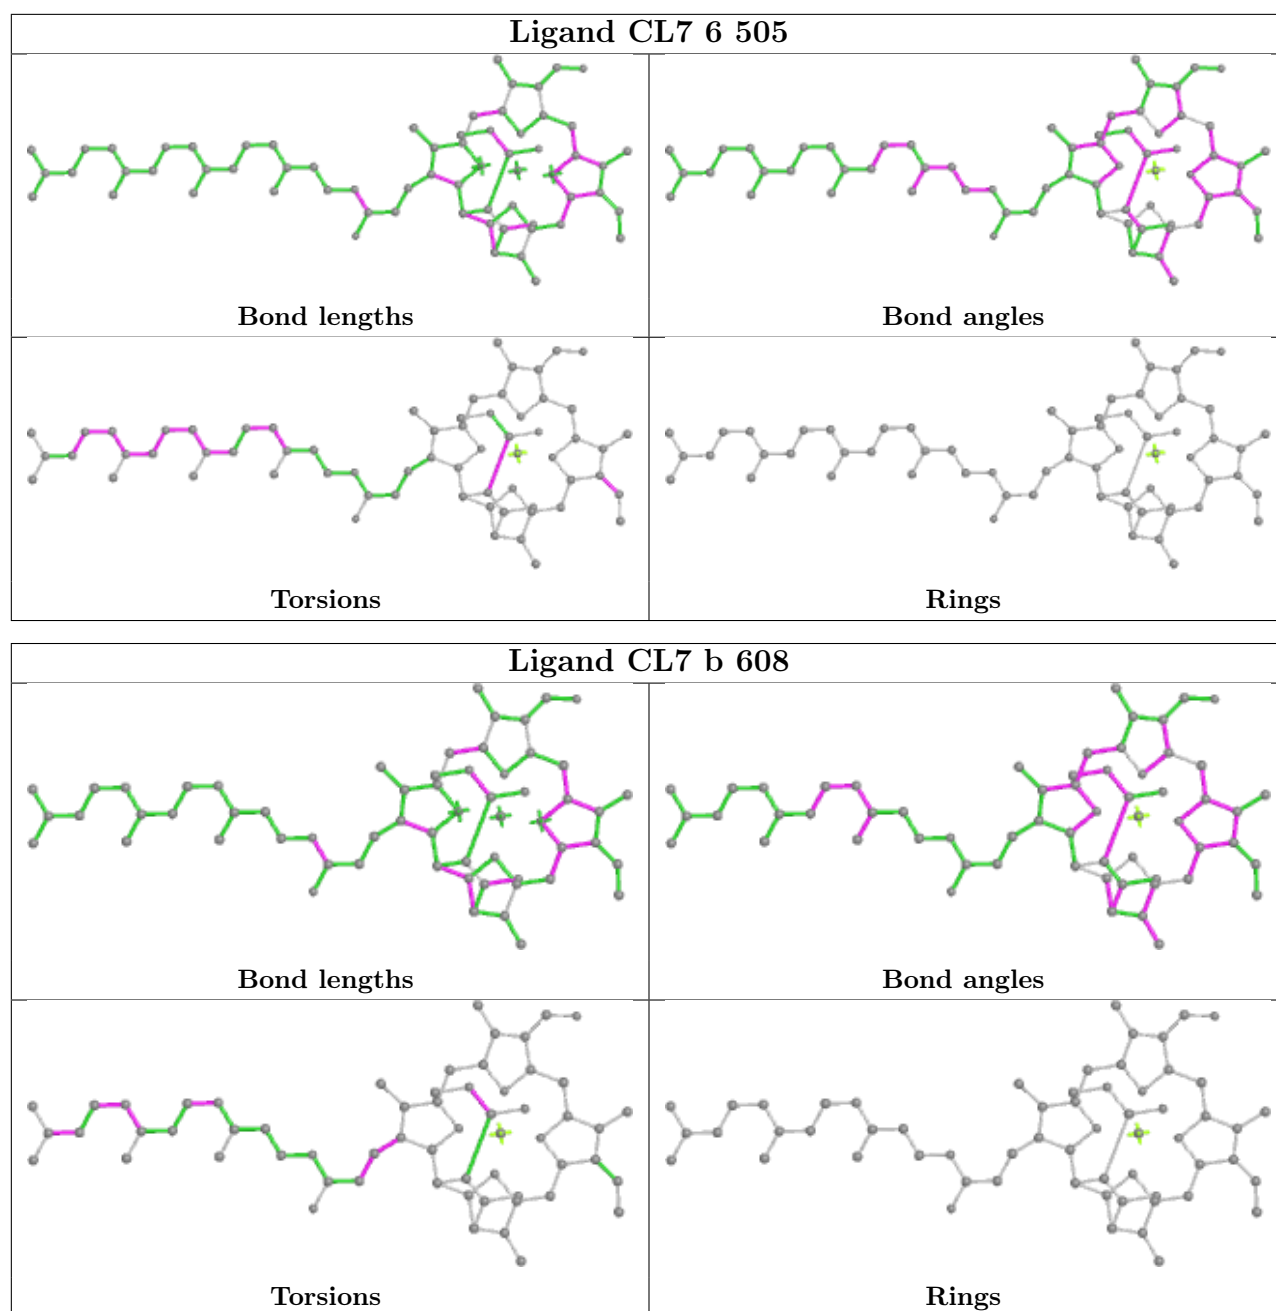 Ligand CL7 6 505
Bond lengths
Bond angles
Torsions
Rings
Ligand CL7 b 608
Bond lengths
Bond angles
Torsions
Rings